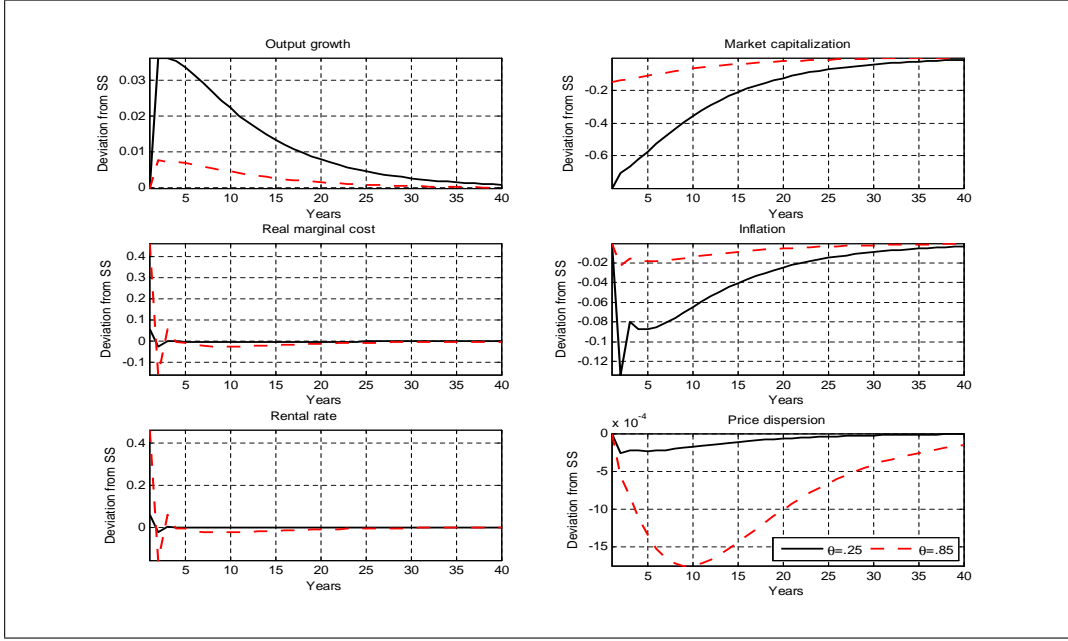 Output growth
Deviation from SS
0.03
0.02
0.01
0
5 10 15 20 25 30 35 40
Years
Market capitalization
Deviation from SS
-0.2
-0.4
-0.6
5 10 15 20 25 30 35 40
Years
Real marginal cost
Deviation from SS
0.4
0.3
0.2
0.1
0
-0.1
5 10 15 20 25 30 35 40
Years
Inflation
Deviation from SS
-0.02
-0.04
-0.06
-0.08
-0.1
-0.12
5 10 15 20 25 30 35 40
Years
Rental rate
Deviation from SS
0.4
0.2
0
5 10 15 20 25 30 35 40
Years
Price dispersion
x 10⁻⁴
Deviation from SS
0
-5
-10
-15
5 10 15 20 25 30 35 40
Years
θ=.25 θ=.85